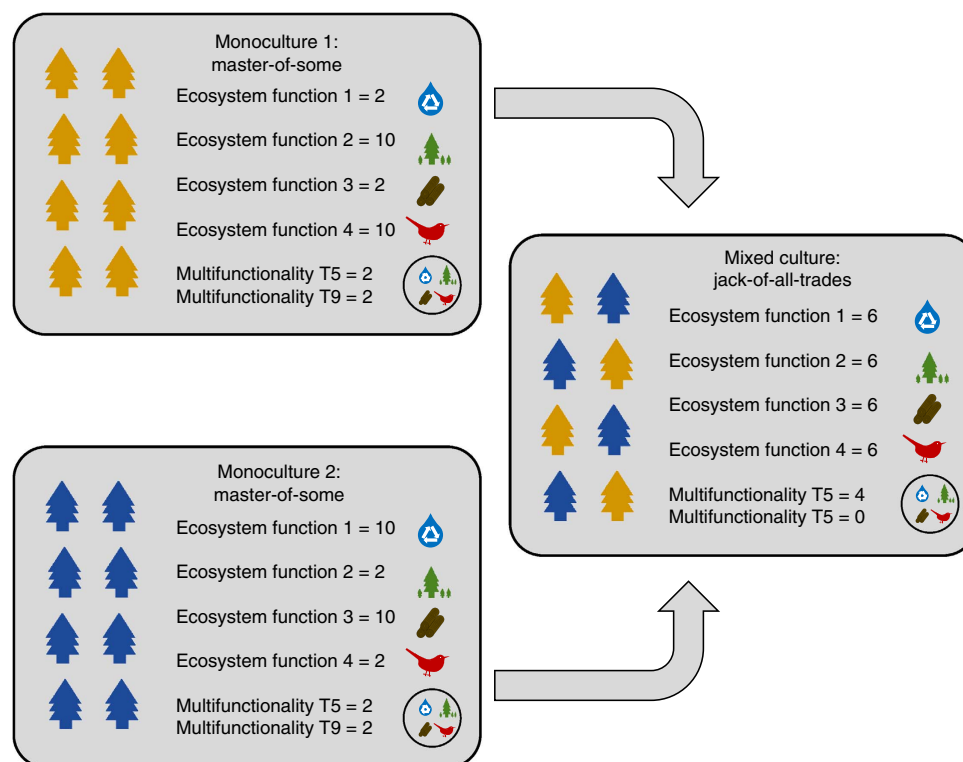 Monoculture 1:
master-of-some
Ecosystem function 1 = 2
Ecosystem function 2 = 10
Ecosystem function 3 = 2
Ecosystem function 4 = 10
Multifunctionality T5 = 2
Multifunctionality T9 = 2
Mixed culture:
jack-of-all-trades
Ecosystem function 1 = 6
Ecosystem function 2 = 6
Ecosystem function 3 = 6
Ecosystem function 4 = 6
Multifunctionality T5 = 4
Multifunctionality T5 = 0
Monoculture 2:
master-of-some
Ecosystem function 1 = 10
Ecosystem function 2 = 2
Ecosystem function 3 = 10
Ecosystem function 4 = 2
Multifunctionality T5 = 2
Multifunctionality T9 = 2